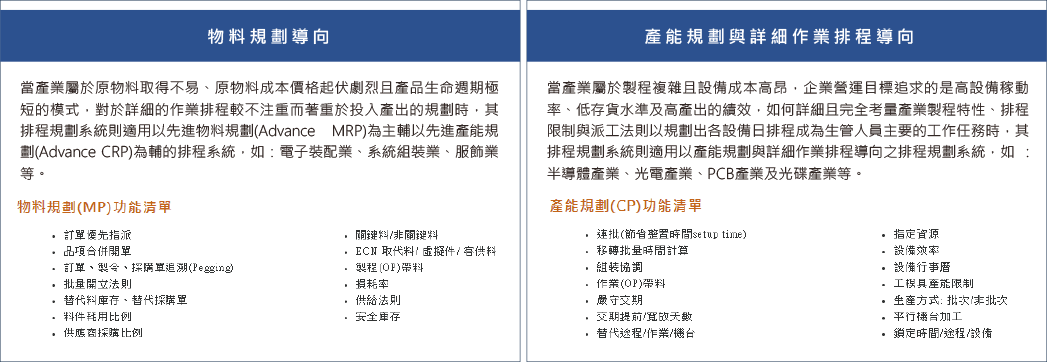 物料規劃導向
當產業屬於原物料取得不易、原物料成本價格起伏劇烈且產品生命週期極
短的模式，對於詳細的作業排程較不注重而著重於投入產出的規劃時，其
排程規劃系統則適用以先進物料規劃(Advance MRP)為主輔以先進產能規
劃(Advance CRP)為輔的排程系統，如：電子裝配業、系統組裝業、服飾業
等。
物料規劃(MP)功能清單
• 訂單優先指派
• 品項合併開單
• 訂單、製令、採購單追溯(Pegging)
• 批量開立法則
• 替代料庫存、替代採購單
• 料件耗用比例
• 供應商採購比例
• 關鍵料/非關鍵料
• ECN 取代料/ 虛擬件/ 客供料
• 製程(OP)帶料
• 損耗率
• 供給法則
• 安全庫存
產能規劃與詳細作業排程導向
當產業屬於製程複雜且設備成本高昂，企業營運目標追求的是高設備稼動
率、低存貨水準及高產出的績效，如何詳細且完全考量產業製程特性、排程
限制與派工法則以規劃出各設備日排程成為生管人員主要的工作任務時，其
排程規劃系統則適用以產能規劃與詳細作業排程導向之排程規劃系統，如 ：
半導體產業、光電產業、PCB產業及光碟產業等。
產能規劃(CP)功能清單
• 連批(節省整置時間setup time)
• 移轉批量時間計算
• 組裝協調
• 作業(OP)帶料
• 嚴守交期
• 交期提前/寬放天數
• 替代途程/作業/機台
• 指定資源
• 設備效率
• 設備行事曆
• 工模具產能限制
• 生產方式: 批次/非批次
• 平行機台加工
• 鎖定時間/途程/設備